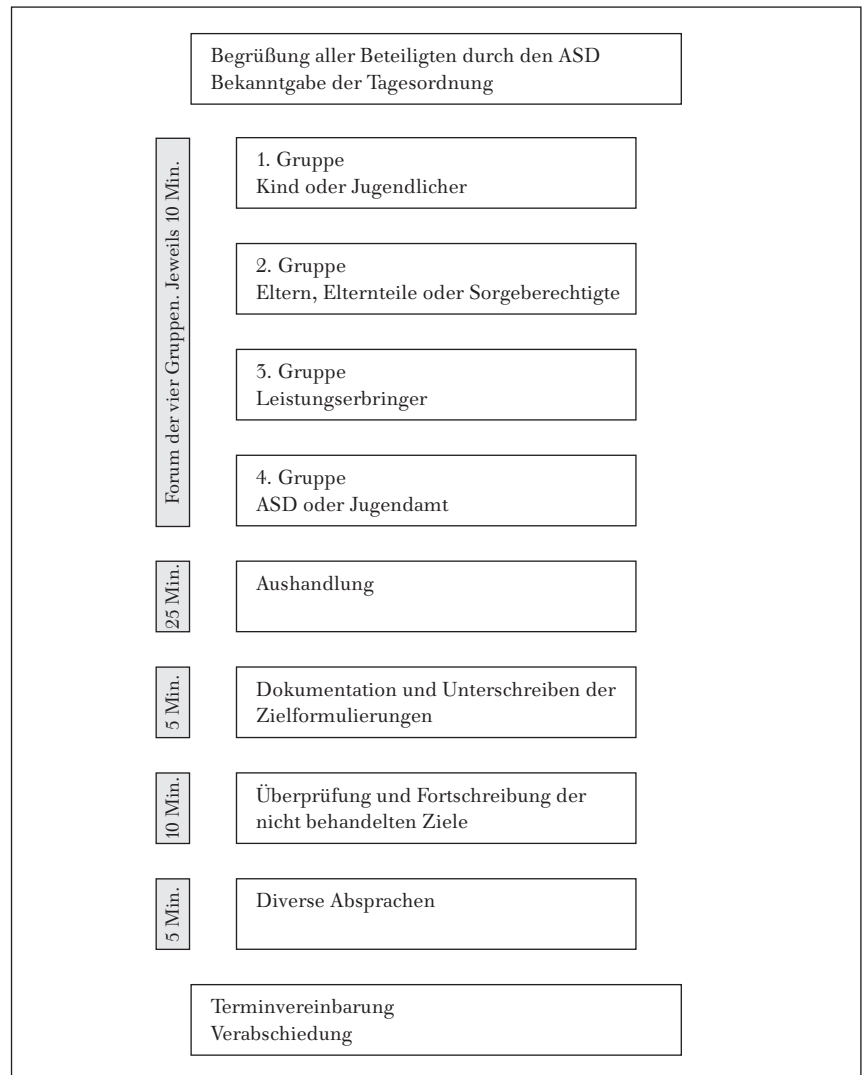 Begrüßung aller Beteiligten durch den ASD
Bekanntgabe der Tagesordnung
Forum der vier Gruppen. Jeweils 10 Min.
1. Gruppe
Kind oder Jugendlicher
2. Gruppe
Eltern, Elternteile oder Sorgeberechtigte
3. Gruppe
Leistungserbringer
4. Gruppe
ASD oder Jugendamt
25 Min.
Aushandlung
5 Min.
Dokumentation und Unterschreiben der
Zielformulierungen
10 Min.
Überprüfung und Fortschreibung der
nicht behandelten Ziele
5 Min.
Diverse Absprachen
Terminvereinbarung
Verabschiedung